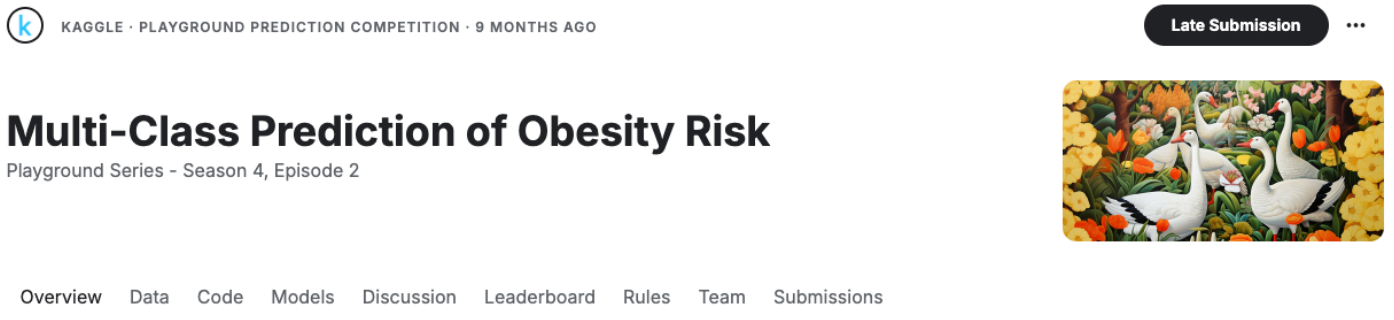 k KAGGLE · PLAYGROUND PREDICTION COMPETITION · 9 MONTHS AGO
Late Submission
Multi-Class Prediction of Obesity Risk
Playground Series - Season 4, Episode 2
Overview Data Code Models Discussion Leaderboard Rules Team Submissions